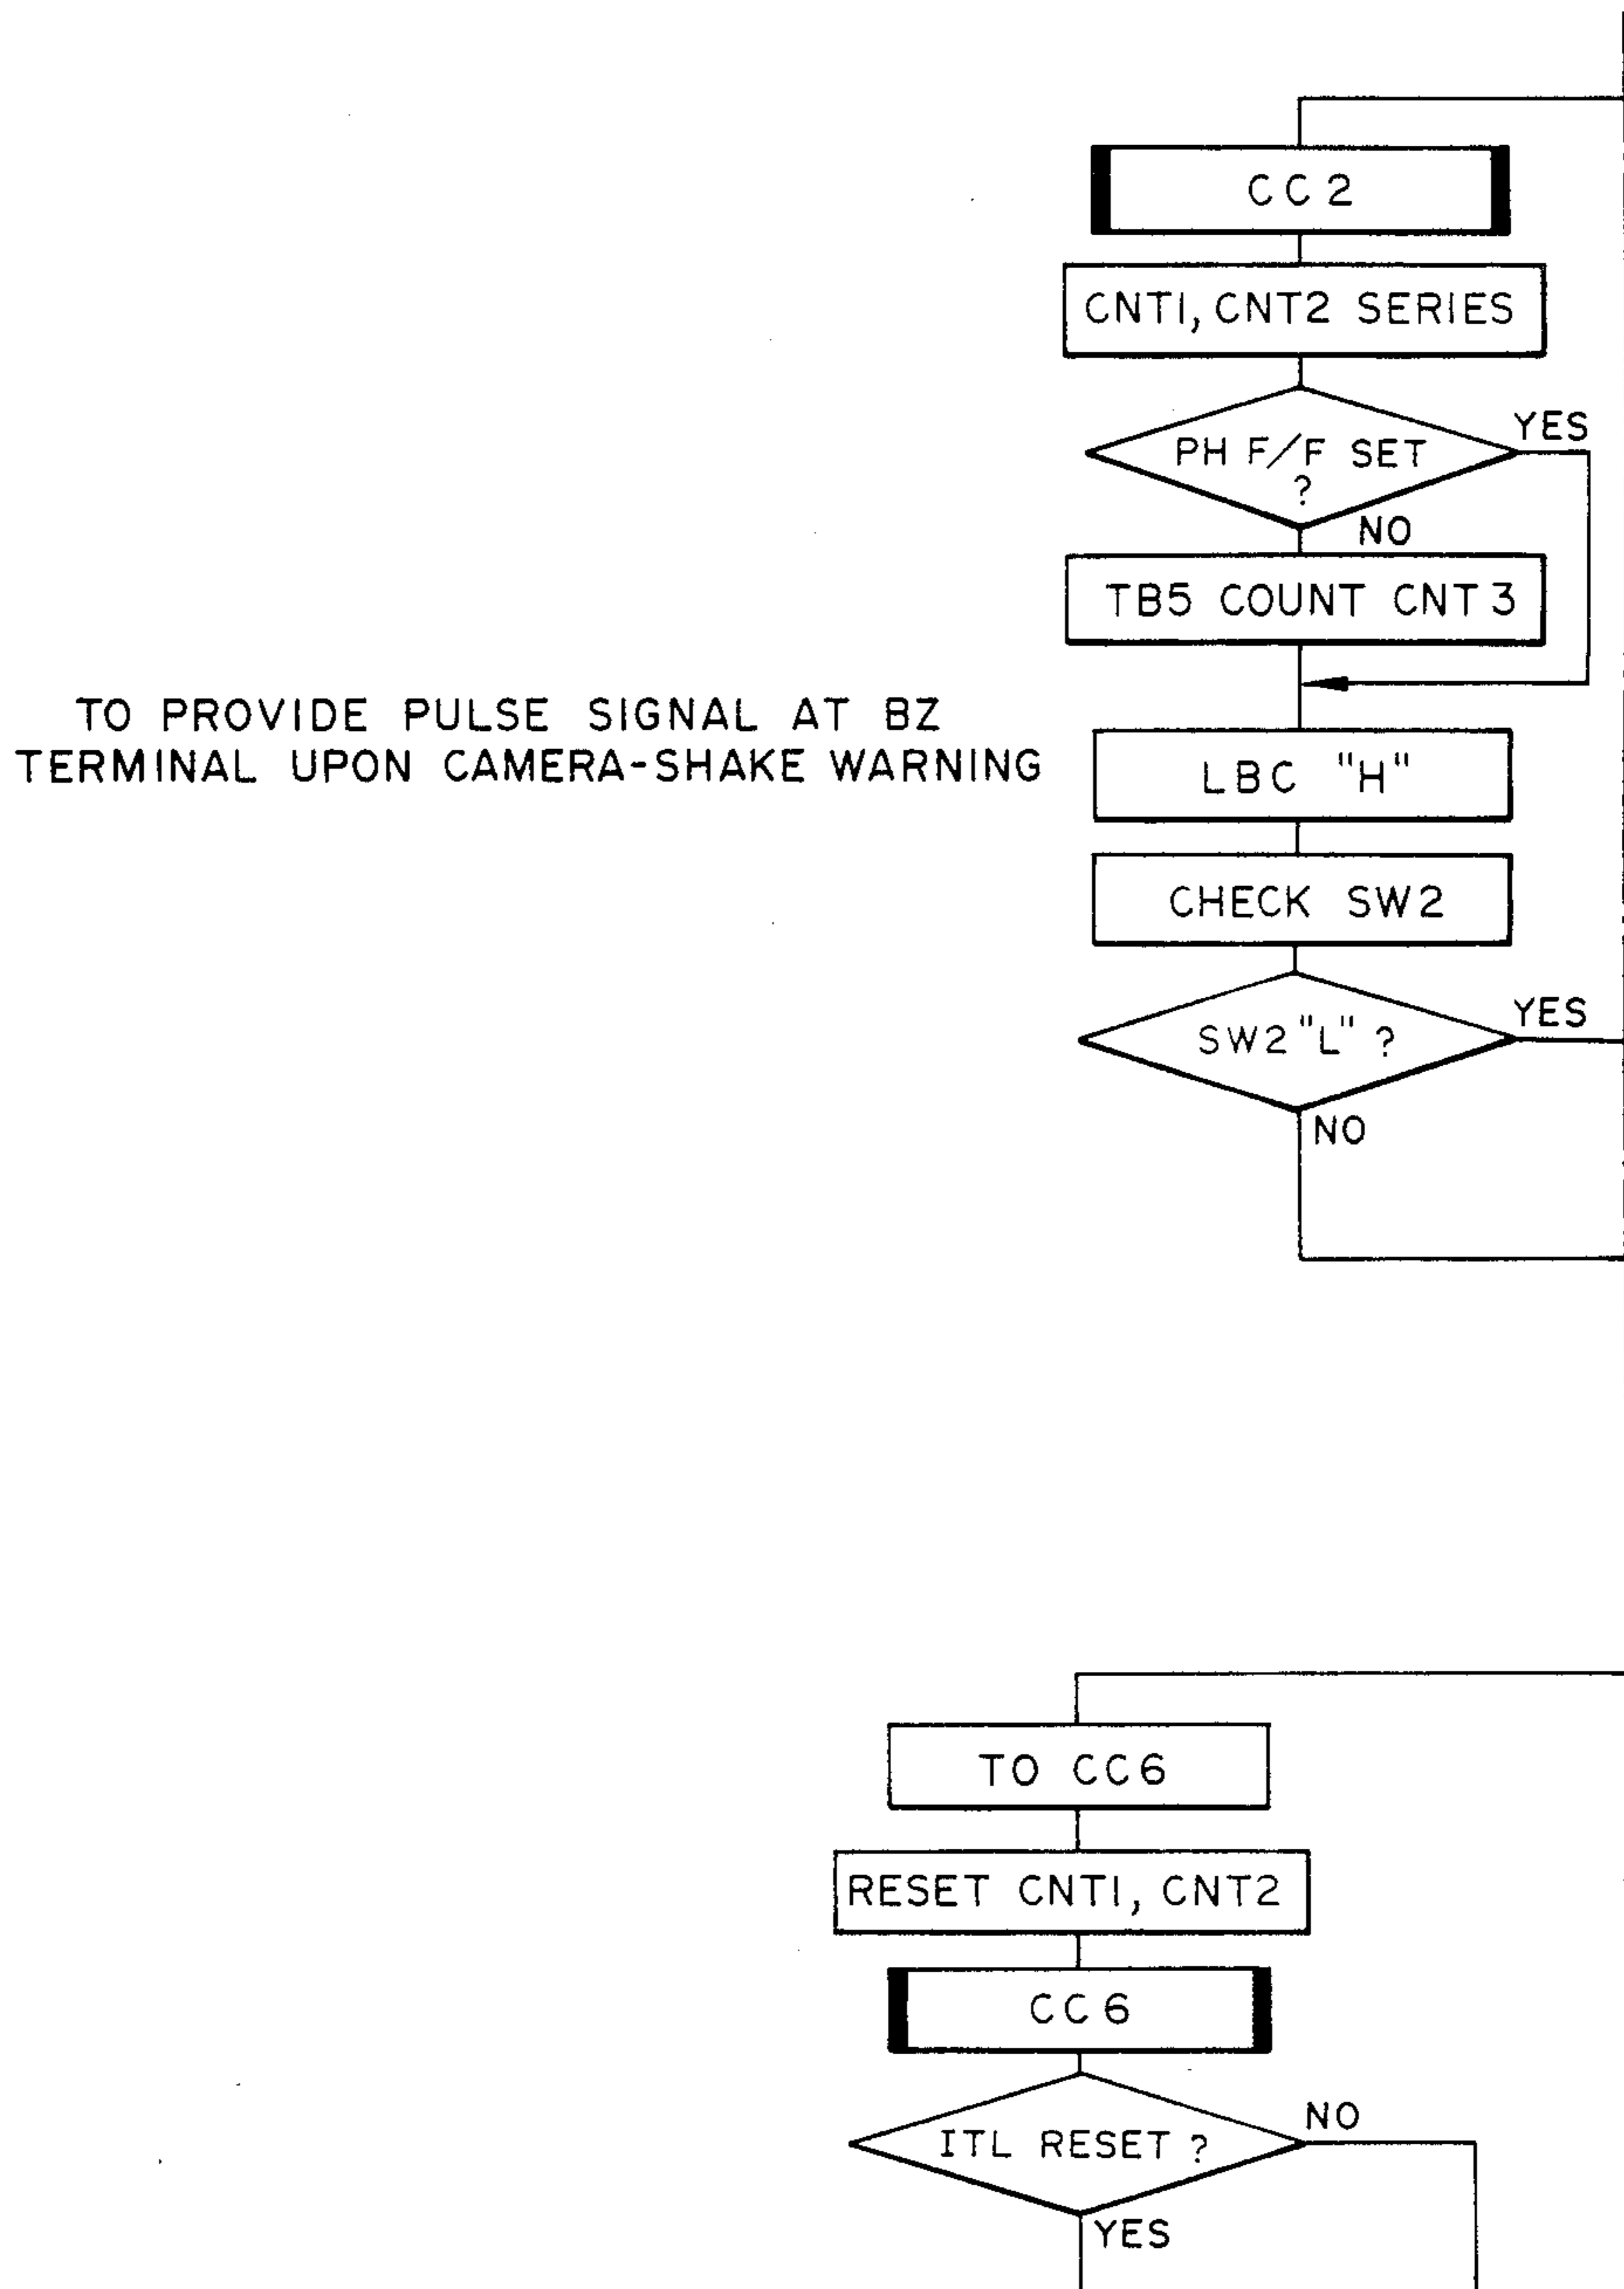 CC2
CNT1, CNT2 SERIES
PH F/F SET
?
YES
NO
TB5 COUNT CNT3
TO PROVIDE PULSE SIGNAL AT BZ
TERMINAL UPON CAMERA-SHAKE WARNING
LBC "H"
CHECK SW2
SW2 "L" ?
YES
NO
TO CC6
RESET CNT1, CNT2
CC6
ITL RESET ?
NO
YES